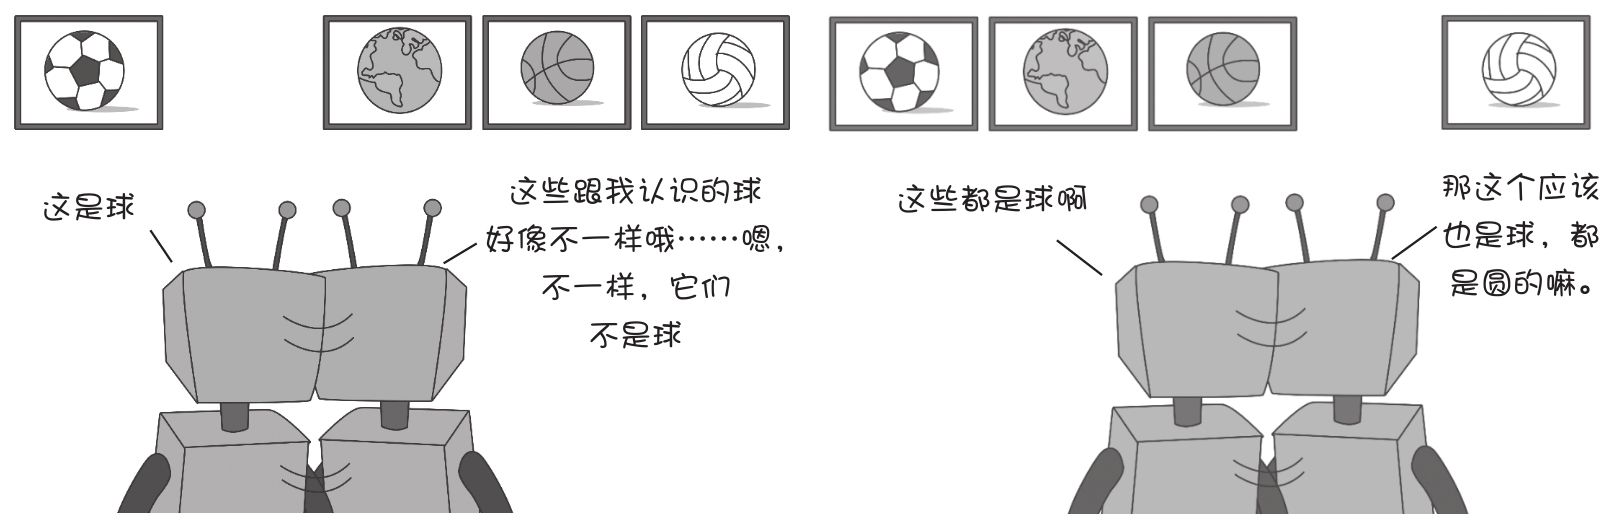 这是球
这些跟我认识的球
好像不一样哦……嗯，
不一样，它们
不是球
这些都是球啊
那这个应该
也是球，都
是圆的嘛。